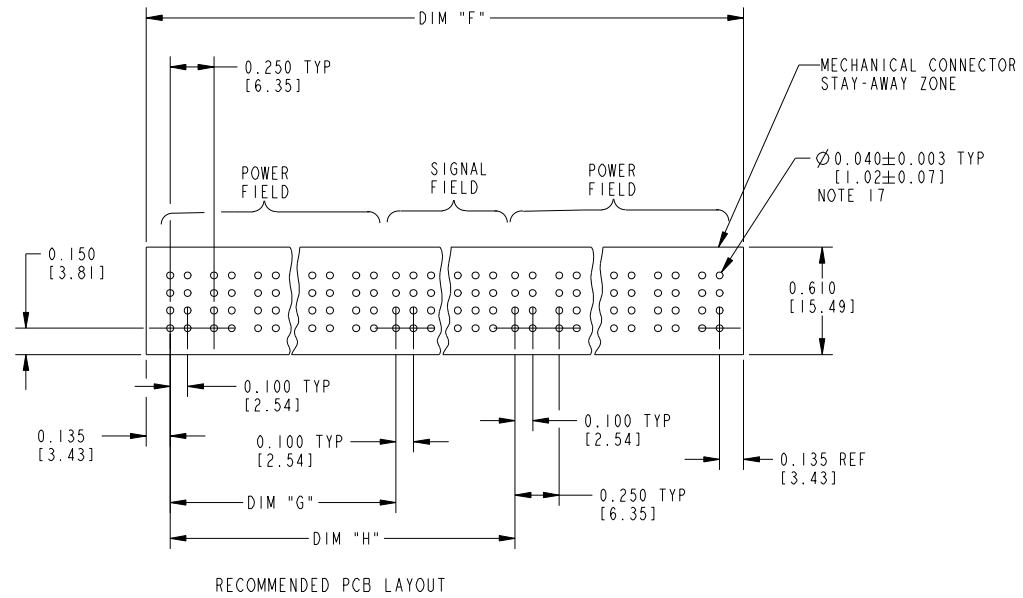 DIM "F"
0.250 TYP
[6.35]
MECHANICAL CONNECTOR
STAY-AWAY ZONE
POWER
FIELD
SIGNAL
FIELD
POWER
FIELD
Ø0.040±0.003 TYP
[1.02±0.07]
NOTE 17
0.150
[3.81]
0.610
[15.49]
0.100 TYP
[2.54]
0.135
[3.43]
0.100 TYP
[2.54]
0.100 TYP
[2.54]
0.135 REF
[3.43]
DIM "G"
0.250 TYP
[6.35]
DIM "H"
RECOMMENDED PCB LAYOUT